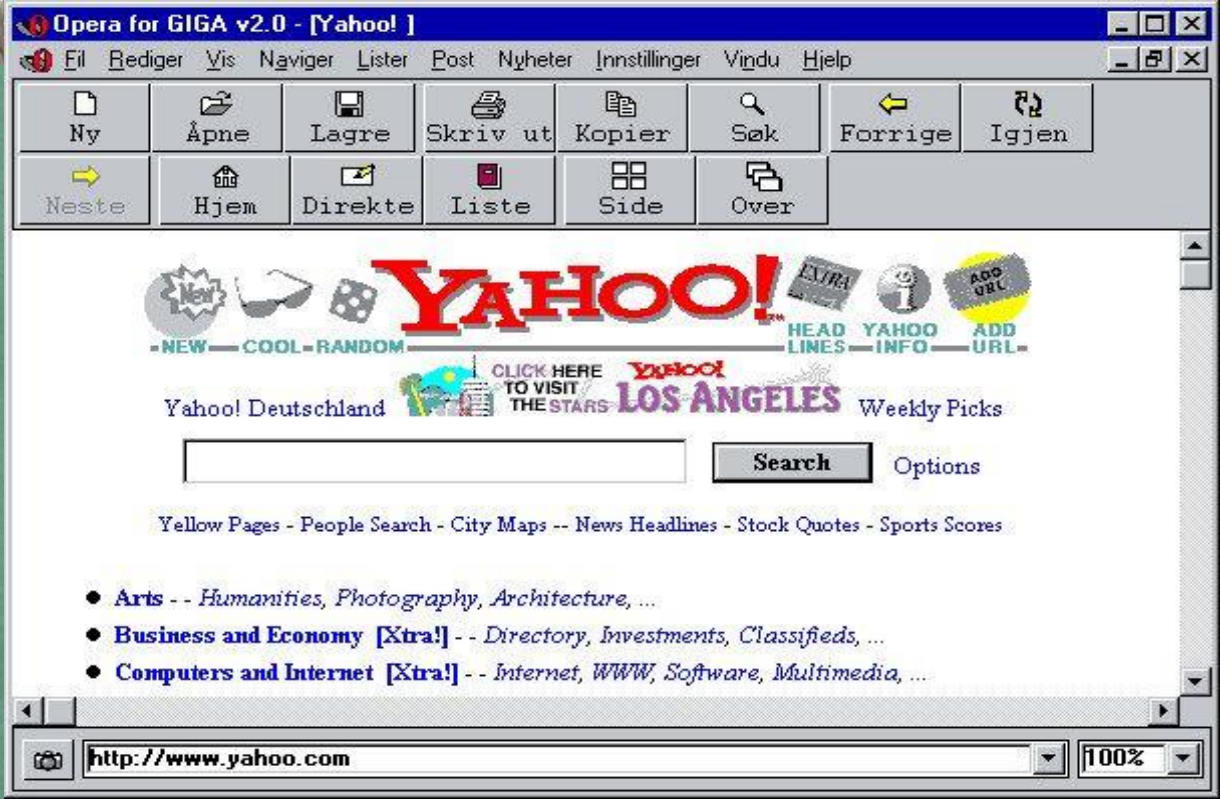 Opera for GIGA v2.0 - [Yahoo! ]
Fil Rediger Vis Naviger Lister Post Nyheter Innstillinger Vindu Hjelp
Ny Åpne Lagre Skriv ut Kopier Søk Forrige Igjen
Neste Hjem Direkte Liste Side Over
New YAHOO! EXTRA i ADD URL
NEW COOL RANDOM HEAD LINES YAHOO INFO ADD URL
Yahoo! Deutschland CLICK HERE TO VISIT THE STARS YAHOO! LOS ANGELES Weekly Picks
Search Options
Yellow Pages - People Search - City Maps -- News Headlines - Stock Quotes - Sports Scores
Arts - - Humanities, Photography, Architecture, ...
Business and Economy [Xtra!] - - Directory, Investments, Classifieds, ...
Computers and Internet [Xtra!] - - Internet, WWW, Software, Multimedia, ...
http://www.yahoo.com 100%